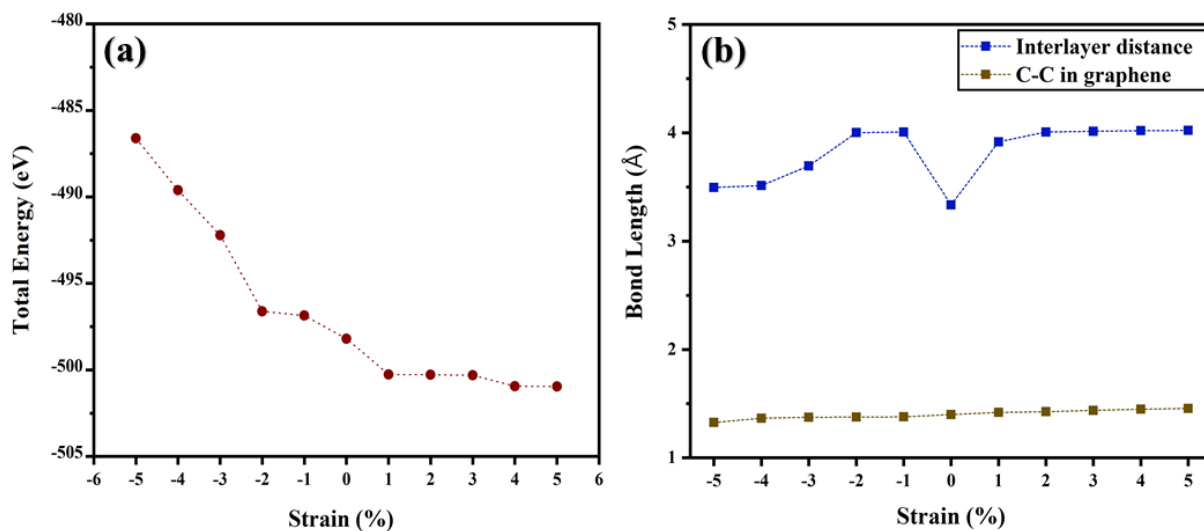 (a)
Total Energy (eV)
-480
-485
-490
-495
-500
-505
-6 -5 -4 -3 -2 -1 0 1 2 3 4 5 6
Strain (%)
(b)
Interlayer distance
C-C in graphene
Bond Length (Å)
5
4
3
2
1
-5 -4 -3 -2 -1 0 1 2 3 4 5
Strain (%)